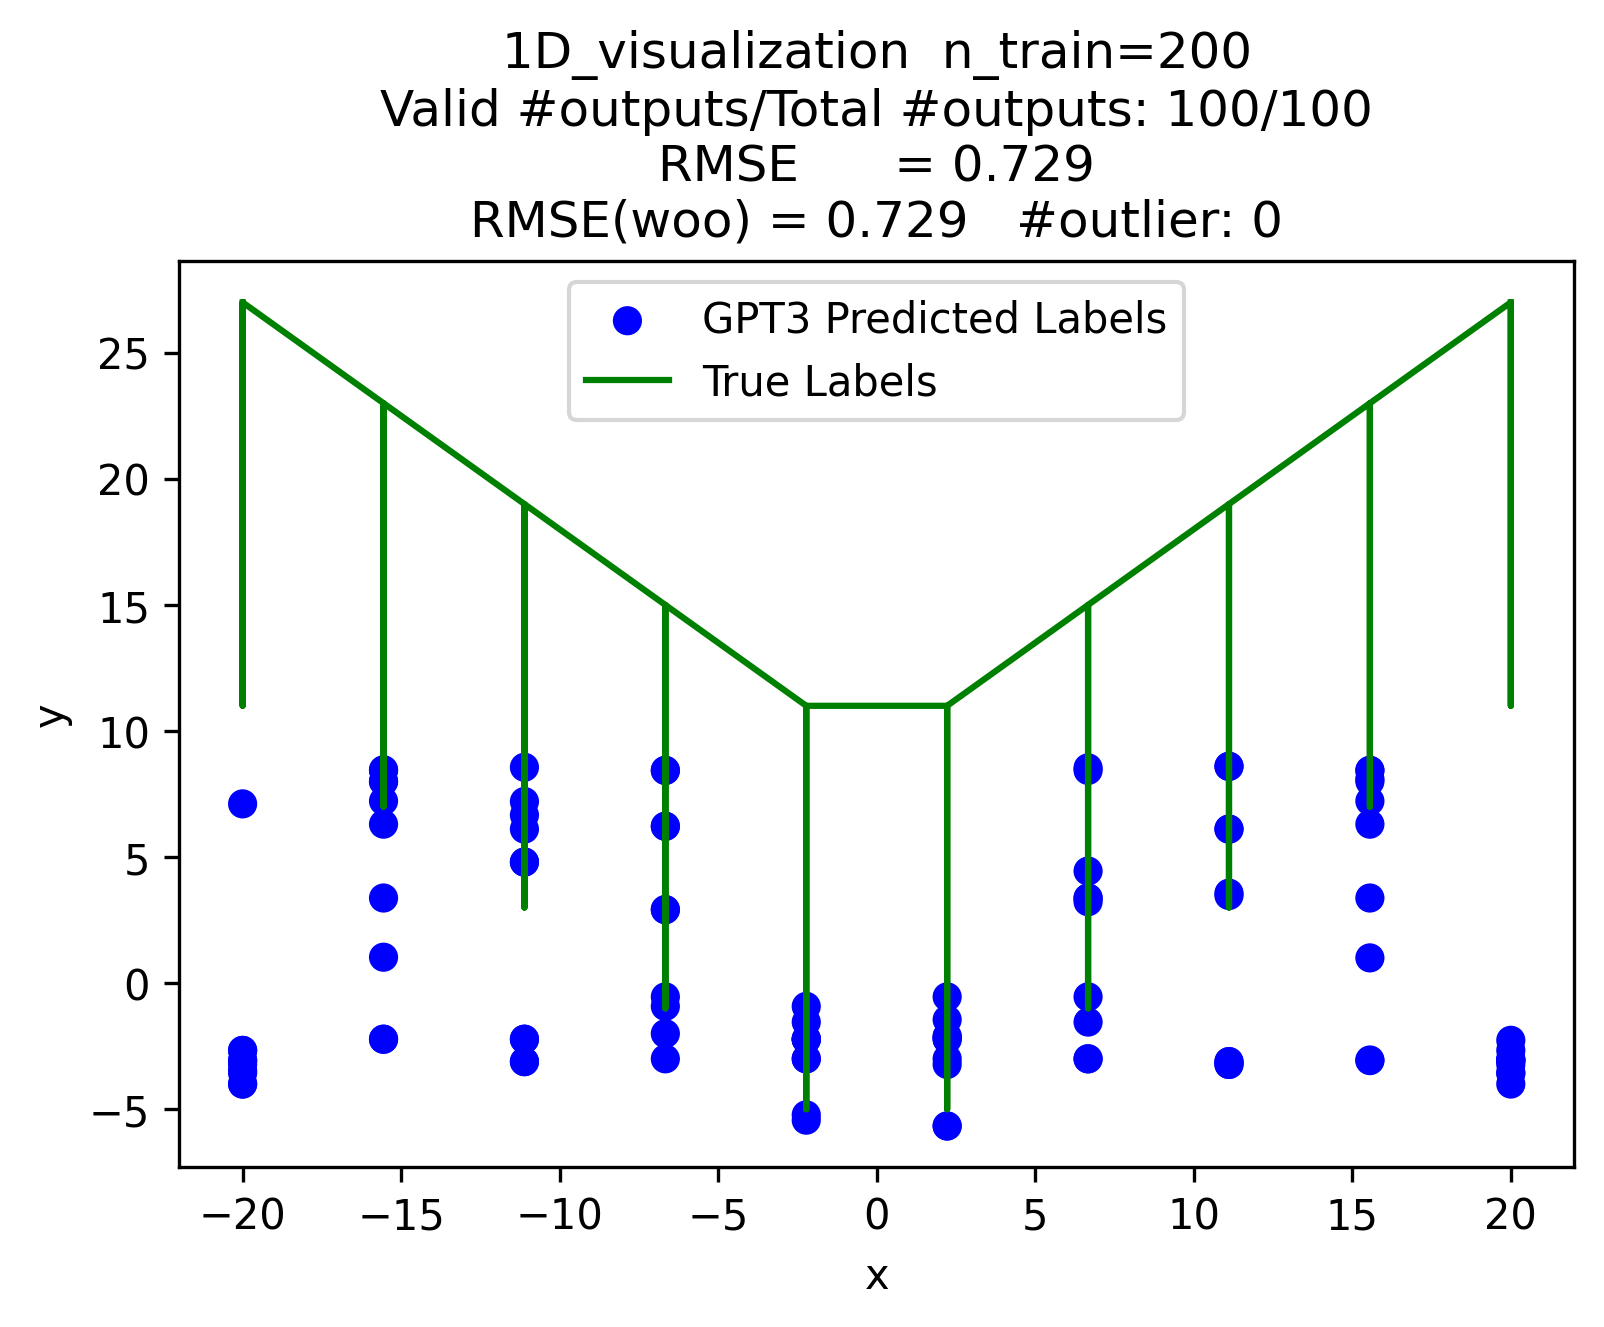 1D_visualization  n_train=200
Valid #outputs/Total #outputs: 100/100
RMSE      = 0.729
RMSE(woo) = 0.729   #outlier: 0
GPT3 Predicted Labels
True Labels
25
20
15
10
5
0
−5
y
−20 −15 −10 −5 0 5 10 15 20
x